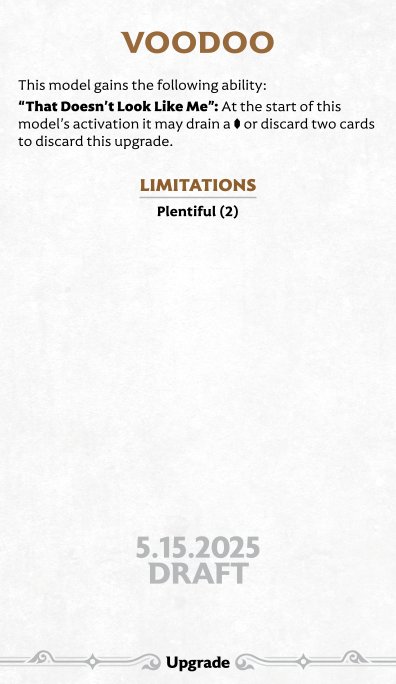 VOODOO
This model gains the following ability:
“That Doesn’t Look Like Me”: At the start of this
model’s activation it may drain a or discard two cards
to discard this upgrade.
LIMITATIONS
Plentiful (2)
5.15.2025
DRAFT
Upgrade